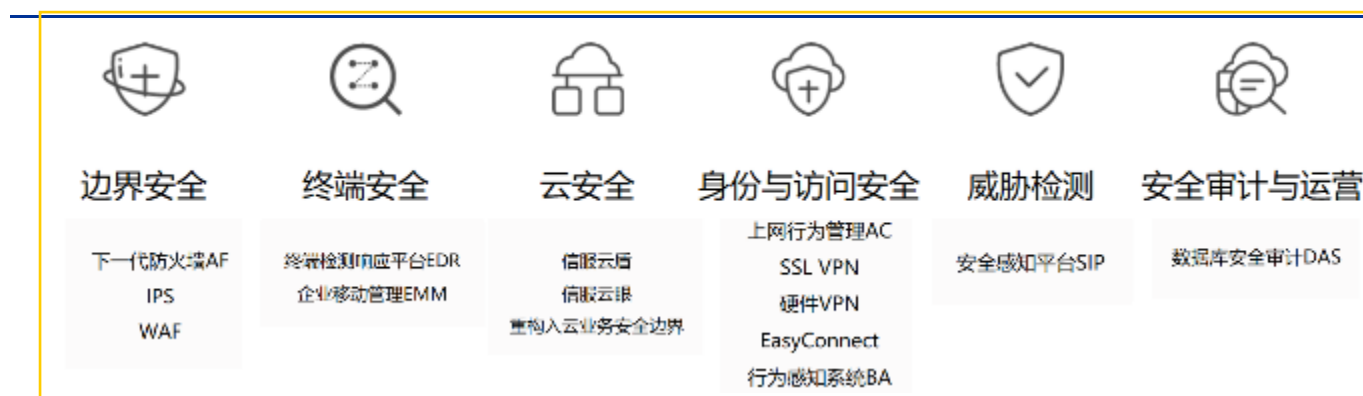 边界安全
下一代防火墙AF
IPS
WAF
终端安全
终端检测响应平台EDR
企业移动管理EMM
云安全
信服云盾
信服云眼
重构入云业务安全边界
身份与访问安全
上网行为管理AC
SSL VPN
硬件VPN
EasyConnect
行为感知系统BA
威胁检测
安全感知平台SIP
安全审计与运营
数据库安全审计DAS